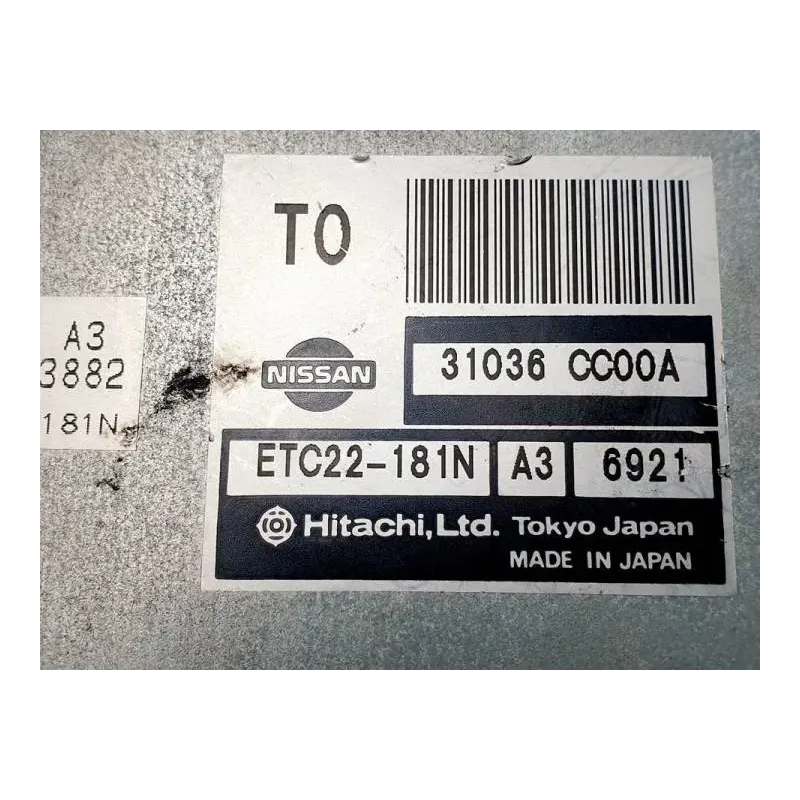 TO
NISSAN
31036 CC00A
ETC22-181N A3 6921
Hitachi,Ltd. Tokyo Japan
MADE IN JAPAN
A3
3882
181N